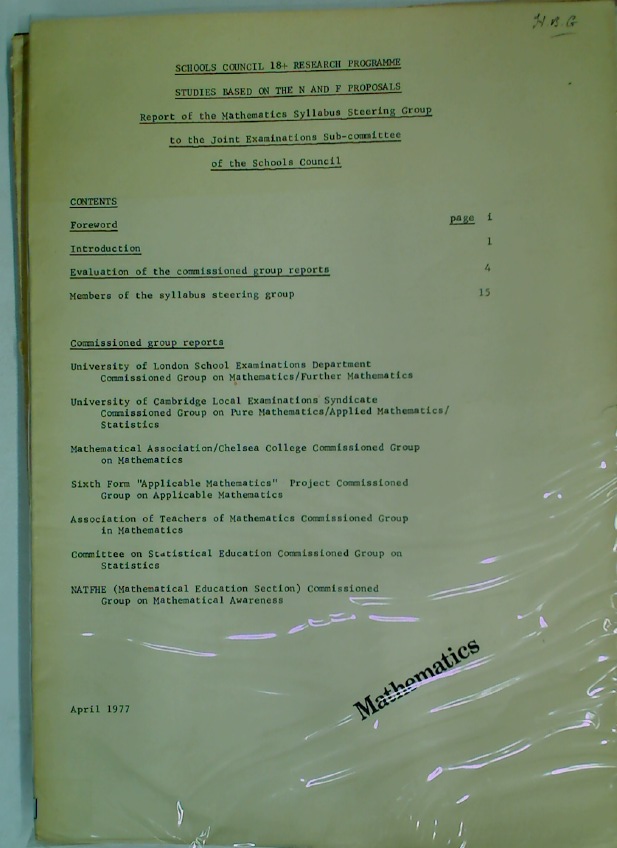 H.B.G
SCHOOLS COUNCIL 18+ RESEARCH PROGRAMME
STUDIES BASED ON THE N AND F PROPOSALS
Report of the Mathematics Syllabus Steering Group
to the Joint Examinations Sub-committee
of the Schools Council
CONTENTS
Foreword page i
Introduction 1
Evaluation of the commissioned group reports 4
Members of the syllabus steering group 15
Commissioned group reports
University of London School Examinations Department
Commissioned Group on Mathematics/Further Mathematics
University of Cambridge Local Examinations Syndicate
Commissioned Group on Pure Mathematics/Applied Mathematics/
Statistics
Mathematical Association/Chelsea College Commissioned Group
on Mathematics
Sixth Form "Applicable Mathematics" Project Commissioned
Group on Applicable Mathematics
Association of Teachers of Mathematics Commissioned Group
in Mathematics
Committee on Statistical Education Commissioned Group on
Statistics
NATFHE (Mathematical Education Section) Commissioned
Group on Mathematical Awareness
Mathematics
April 1977